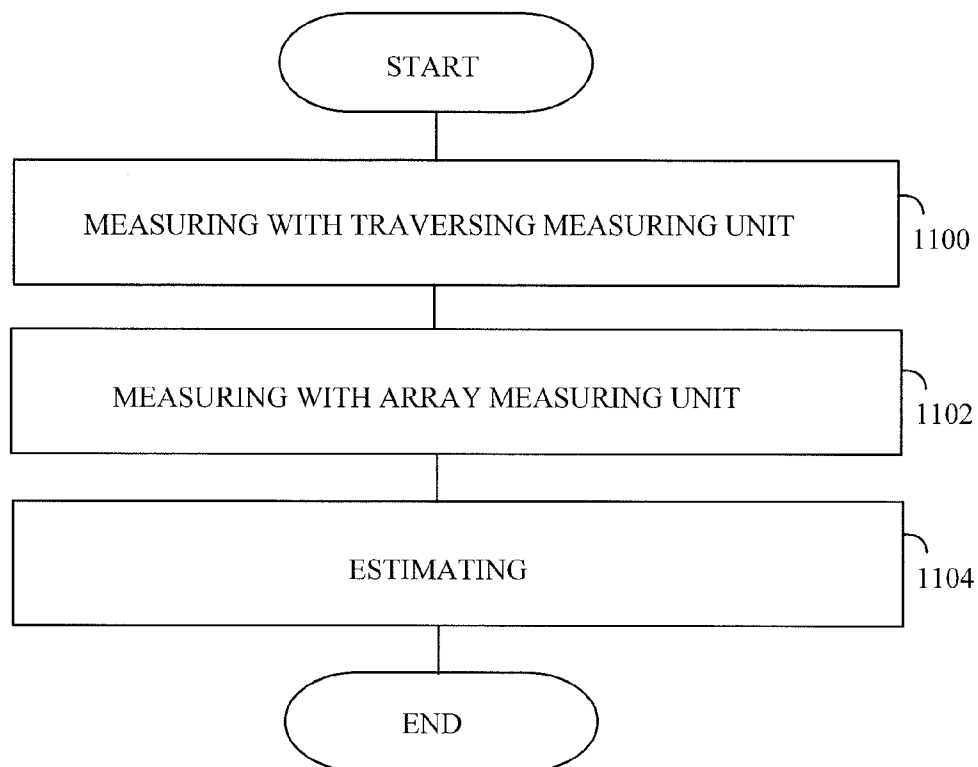 START
MEASURING WITH TRAVERSING MEASURING UNIT
1100
MEASURING WITH ARRAY MEASURING UNIT
1102
ESTIMATING
1104
END